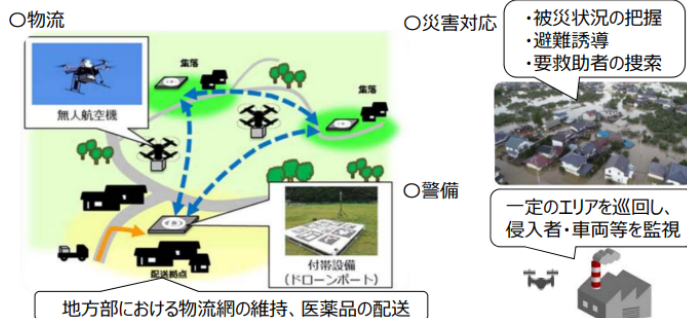 〇物流
無人航空機
集落
集落
配送拠点
付帯設備
(ドローンポート)
地方部における物流網の維持、医薬品の配送
〇災害対応
・被災状況の把握
・避難誘導
・要救助者の捜索
〇警備
一定のエリアを巡回し、
侵入者・車両等を監視